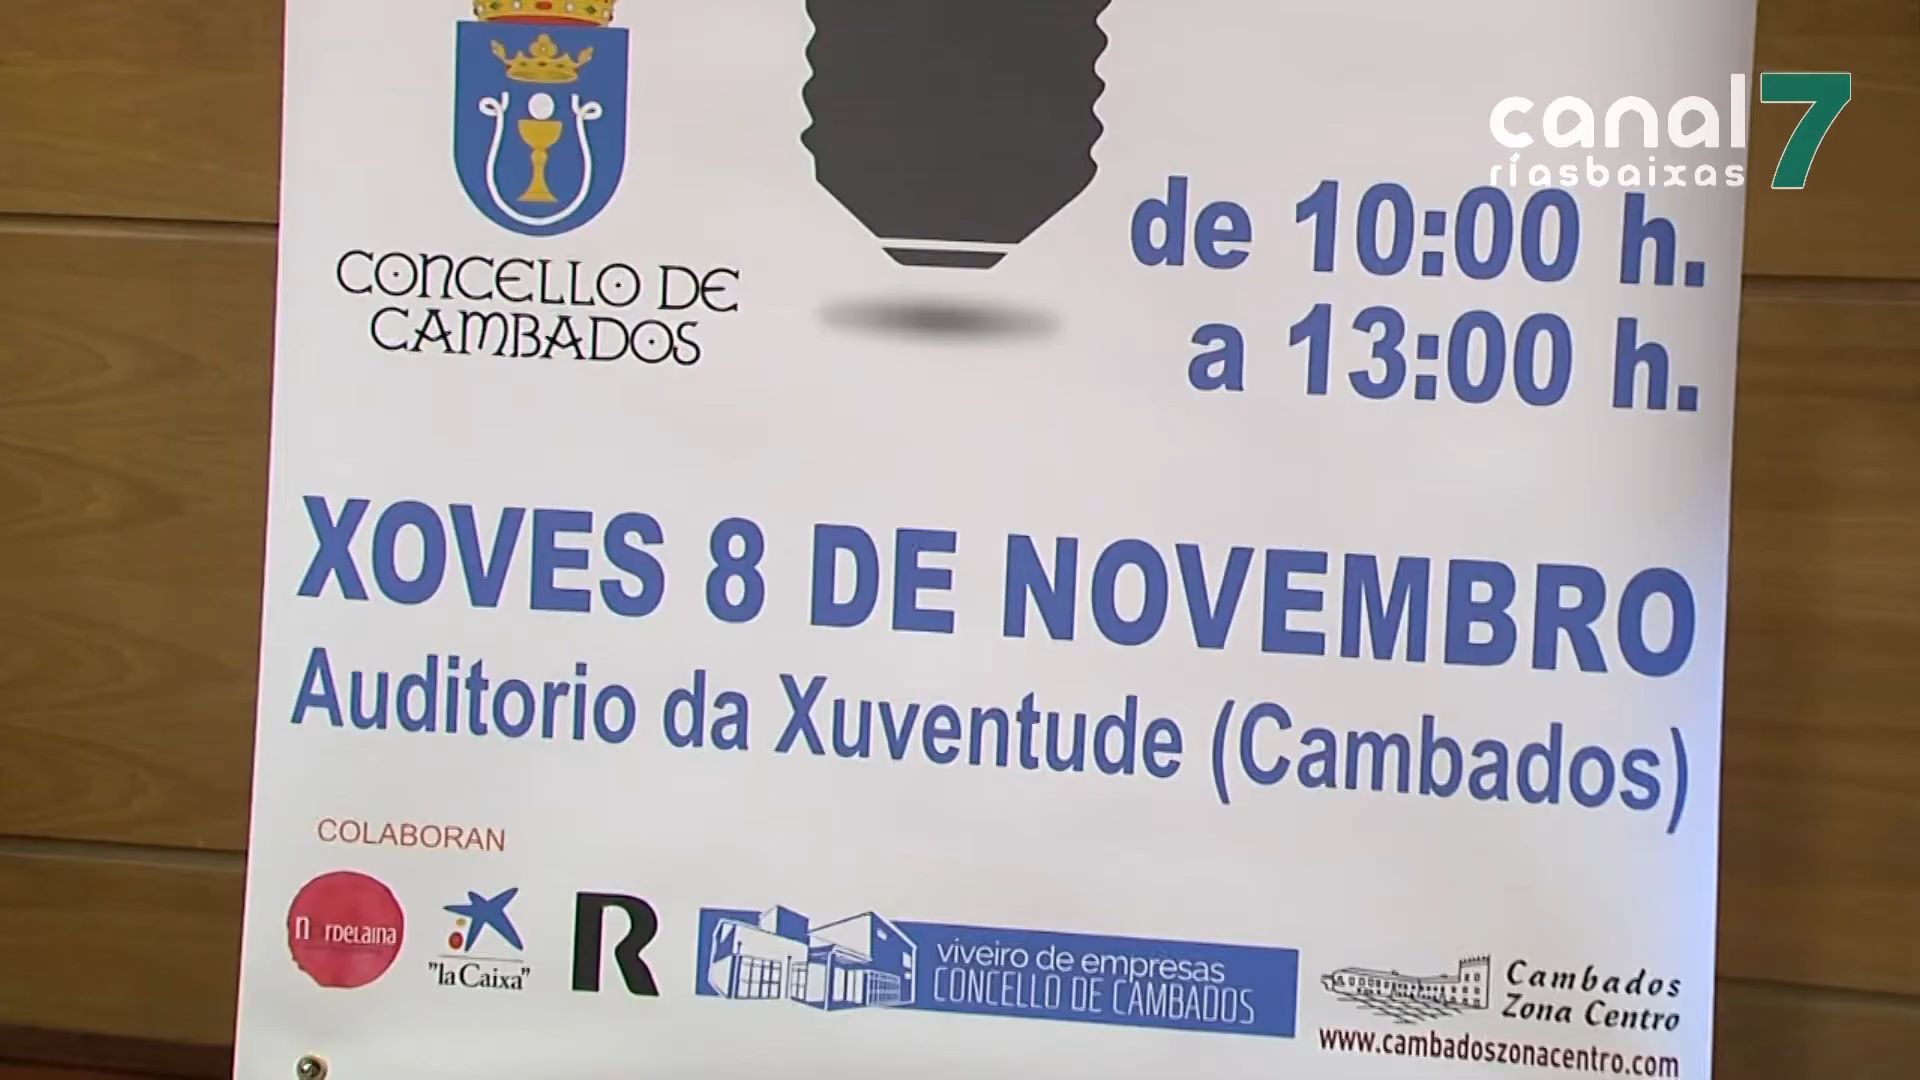 canal 7
ríasbaixas
CONCELLO DE
CAMBADOS
de 10:00 h.
a 13:00 h.
XOVES 8 DE NOVEMBRO
Auditorio da Xuventude (Cambados)
COLABORAN
nordelaina
"la Caixa"
R
viveiro de empresas
CONCELLO DE CAMBADOS
Cambados
Zona Centro
www.cambadoszonacentro.com